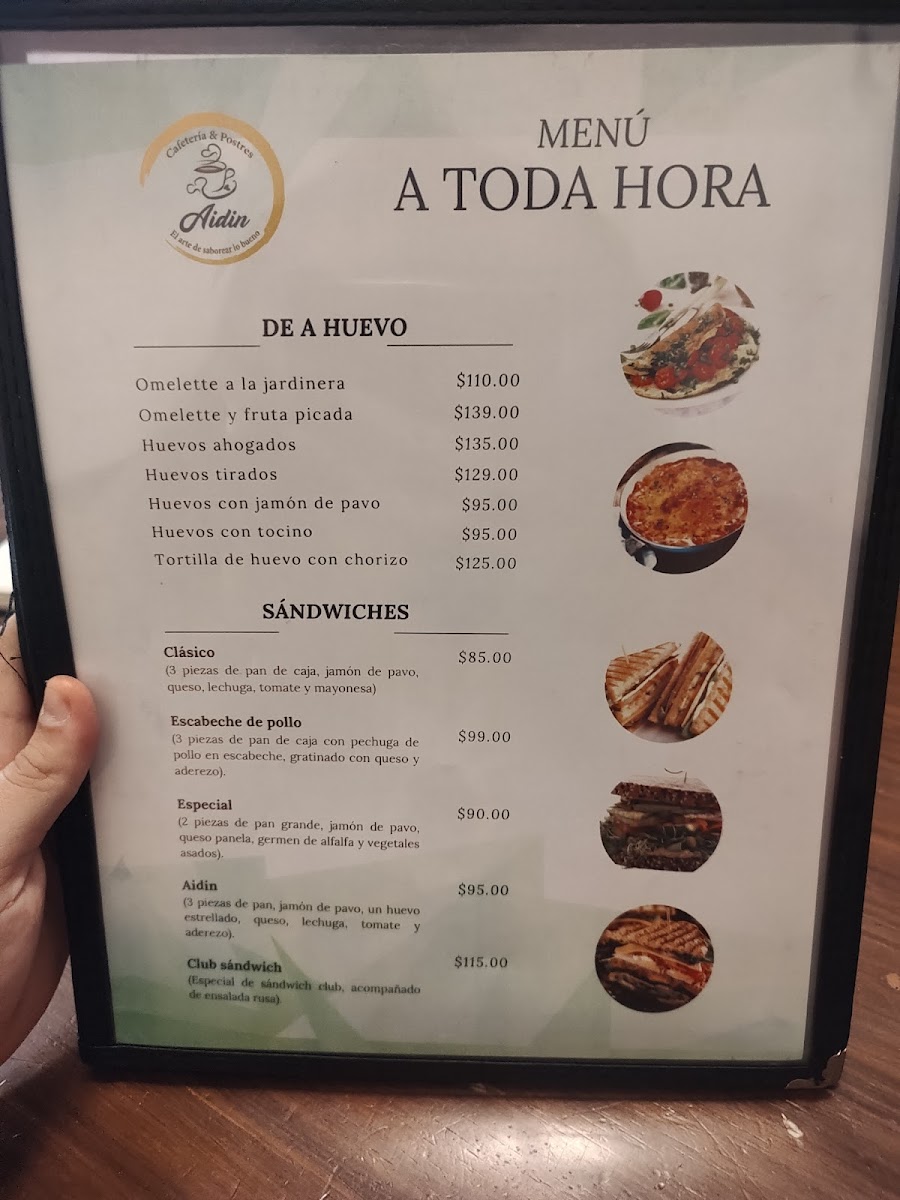 Cafetería & Postres
Aidin
El arte de saborear lo bueno
MENÚ
A TODA HORA
DE A HUEVO
Omelette a la jardinera $110.00
Omelette y fruta picada $139.00
Huevos ahogados $135.00
Huevos tirados $129.00
Huevos con jamón de pavo $95.00
Huevos con tocino $95.00
Tortilla de huevo con chorizo $125.00
SÁNDWICHES
Clásico $85.00
(3 piezas de pan de caja, jamón de pavo,
queso, lechuga, tomate y mayonesa)
Escabeche de pollo $99.00
(3 piezas de pan de caja con pechuga de
pollo en escabeche, gratinado con queso y
aderezo).
Especial $90.00
(2 piezas de pan grande, jamón de pavo,
queso panela, germen de alfalfa y vegetales
asados).
Aidin $95.00
(3 piezas de pan, jamón de pavo, un huevo
estrellado, queso, lechuga, tomate y
aderezo).
Club sándwich $115.00
(Especial de sándwich club, acompañado
de ensalada rusa).